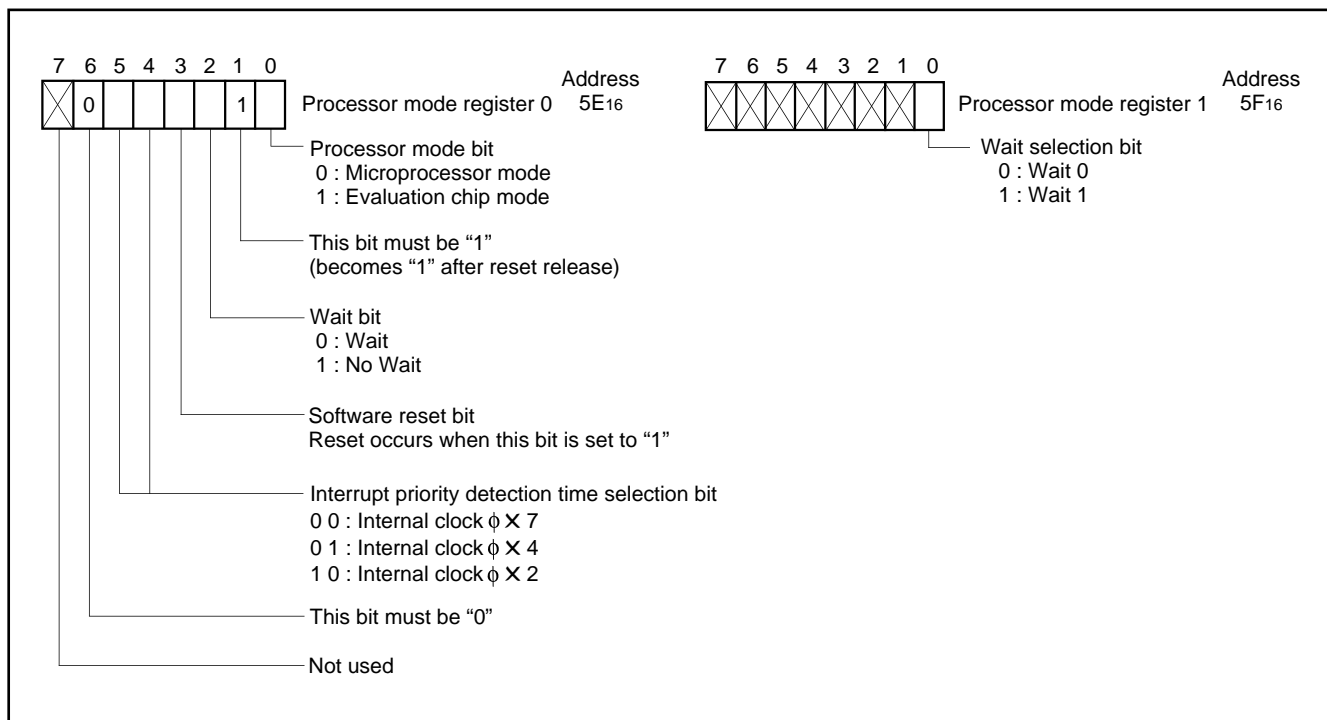 7 6 5 4 3 2 1 0
0 1
Processor mode register 0
Address
5E16
Processor mode bit
0 : Microprocessor mode
1 : Evaluation chip mode
This bit must be “1”
(becomes “1” after reset release)
Wait bit
0 : Wait
1 : No Wait
Software reset bit
Reset occurs when this bit is set to “1”
Interrupt priority detection time selection bit
0 0 : Internal clock ϕ × 7
0 1 : Internal clock ϕ × 4
1 0 : Internal clock ϕ × 2
This bit must be “0”
Not used
7 6 5 4 3 2 1 0
Processor mode register 1
Address
5F16
Wait selection bit
0 : Wait 0
1 : Wait 1